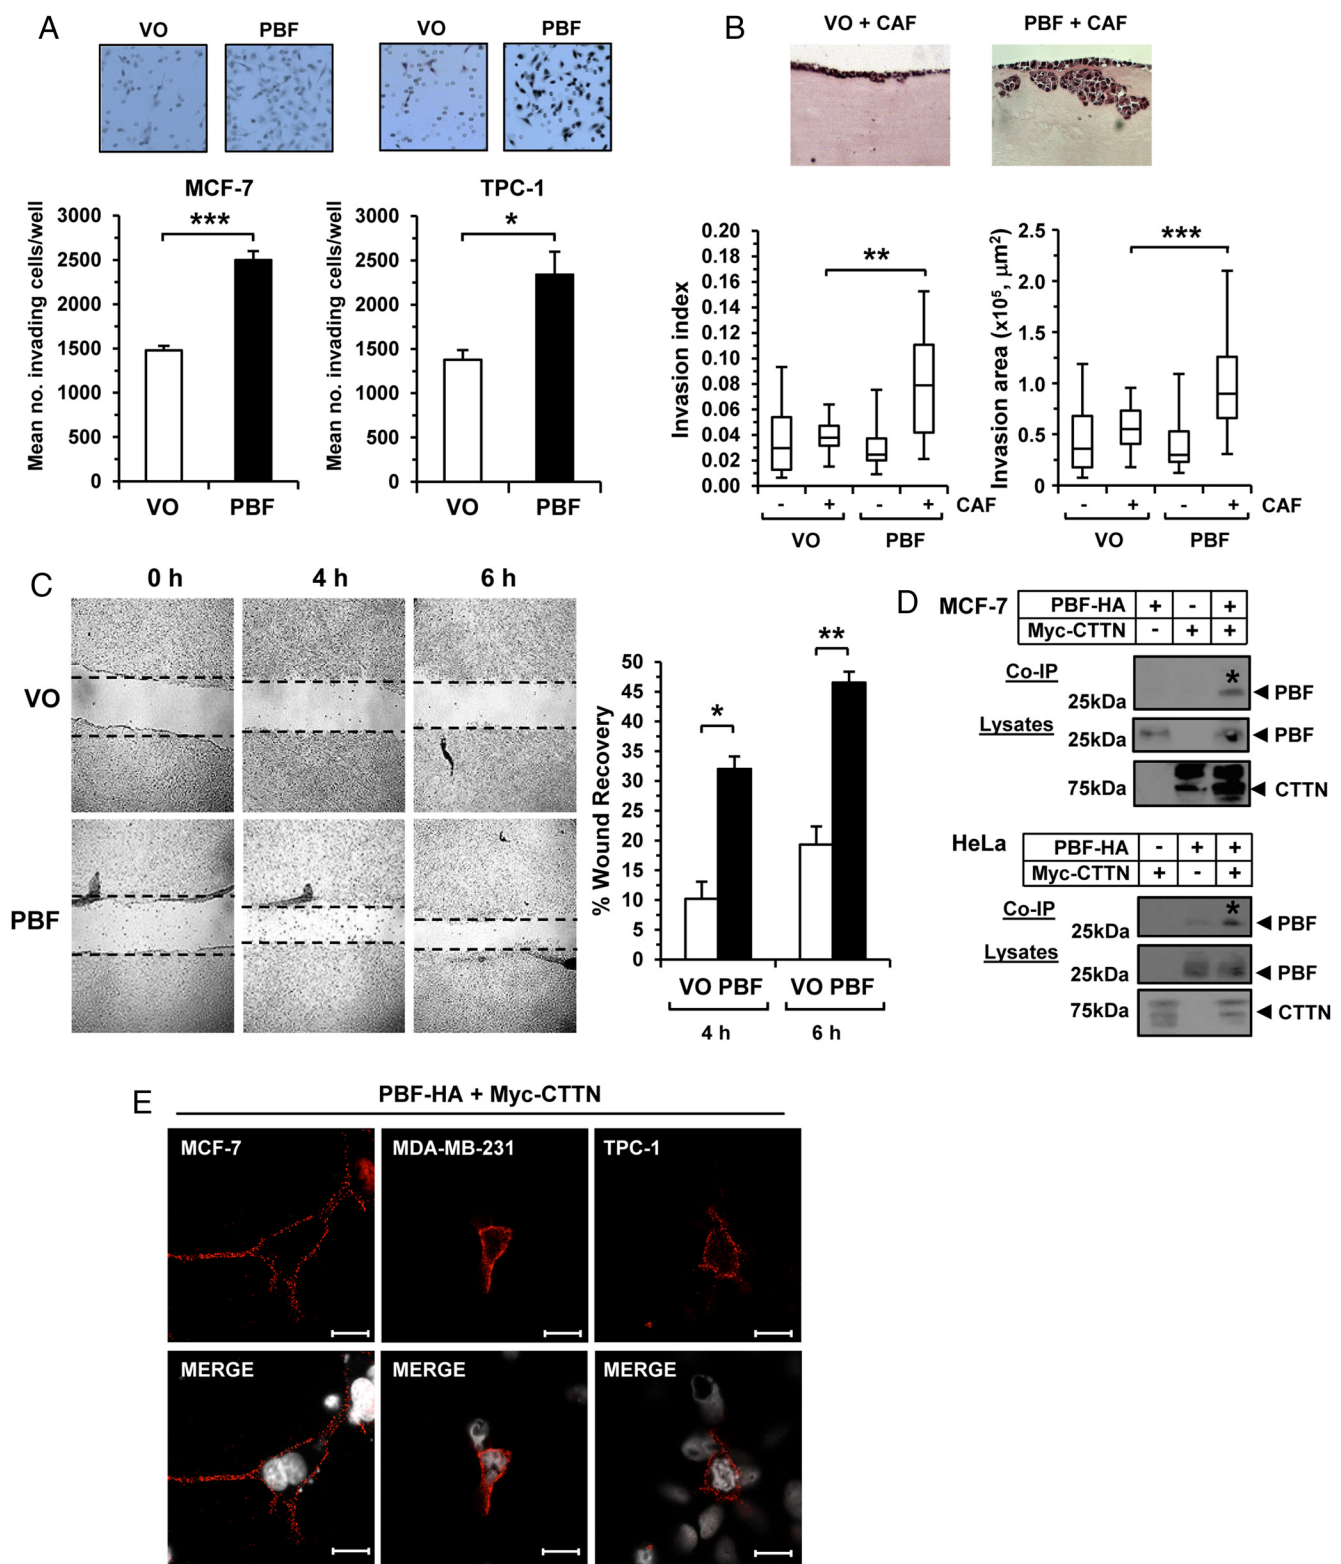 A
VO PBF VO PBF
MCF-7
Mean no. invading cells/well
3000
2500
2000
1500
1000
500
0
***
VO PBF
TPC-1
Mean no. invading cells/well
3000
2500
2000
1500
1000
500
0
*
VO PBF
B
VO + CAF PBF + CAF
Invasion index
0.20
0.18
0.16
0.14
0.12
0.10
0.08
0.06
0.04
0.02
0.00
**
- + - + CAF
VO PBF
Invasion area (x10⁵, µm²)
2.5
2.0
1.5
1.0
0.5
0
***
- + - + CAF
VO PBF
C
0 h 4 h 6 h
VO
PBF
% Wound Recovery
50
45
40
35
30
25
20
15
10
5
0
*
**
VO PBF VO PBF
4 h 6 h
D
MCF-7
PBF-HA + - +
Myc-CTTN - + +
Co-IP
*
25kDa PBF
Lysates
25kDa PBF
75kDa CTTN
HeLa
PBF-HA - + +
Myc-CTTN + - +
Co-IP
*
25kDa PBF
Lysates
25kDa PBF
75kDa CTTN
E
PBF-HA + Myc-CTTN
MCF-7 MDA-MB-231 TPC-1
MERGE MERGE MERGE